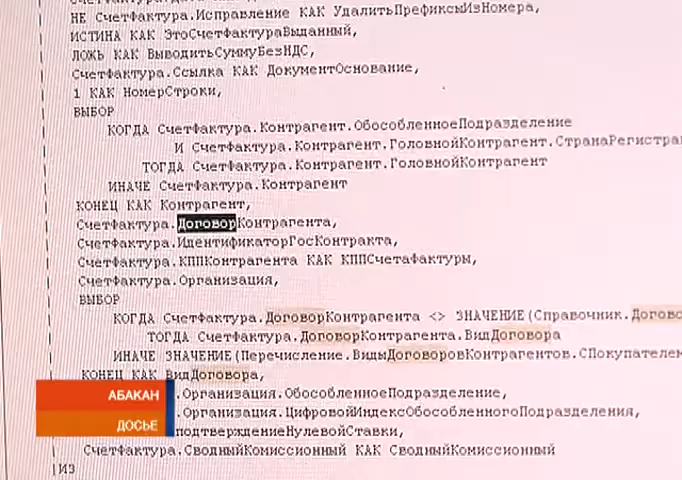 НЕ СчетФактура.Исправление КАК УдалитьПрефиксыИзНомера,
ИСТИНА КАК ЭтоСчетФактураВыданный,
ЛОЖЬ КАК ВыводитьСуммуБезНДС,
СчетФактура.Ссылка КАК ДокументОснование,
1 КАК НомерСтроки,
ВЫБОР
КОГДА СчетФактура.Контрагент.ОбособленноеПодразделение
И СчетФактура.Контрагент.ГоловнойКонтрагент.СтранаРегистра
ТОГДА СчетФактура.Контрагент.ГоловнойКонтрагент
ИНАЧЕ СчетФактура.Контрагент
КОНЕЦ КАК Контрагент,
СчетФактура.ДоговорКонтрагента,
СчетФактура.ИдентификаторГосКонтракта,
СчетФактура.КППКонтрагента КАК КППСчетаФактуры,
СчетФактура.Организация,
ВЫБОР
КОГДА СчетФактура.ДоговорКонтрагента <> ЗНАЧЕНИЕ(Справочник.Догово
ТОГДА СчетФактура.ДоговорКонтрагента.ВидДоговора
ИНАЧЕ ЗНАЧЕНИЕ(Перечисление.ВидыДоговоровКонтрагентов.СПокупателем
КОНЕЦ КАК ВидДоговора,
.Организация.ОбособленноеПодразделение,
.Организация.ЦифровойИндексОбособленногоПодразделения,
подтверждениеНулевойСтавки,
СчетФактура.СводныйКомиссионный КАК СводныйКомиссионный
ИЗ
АБАКАН
ДОСЬЕ